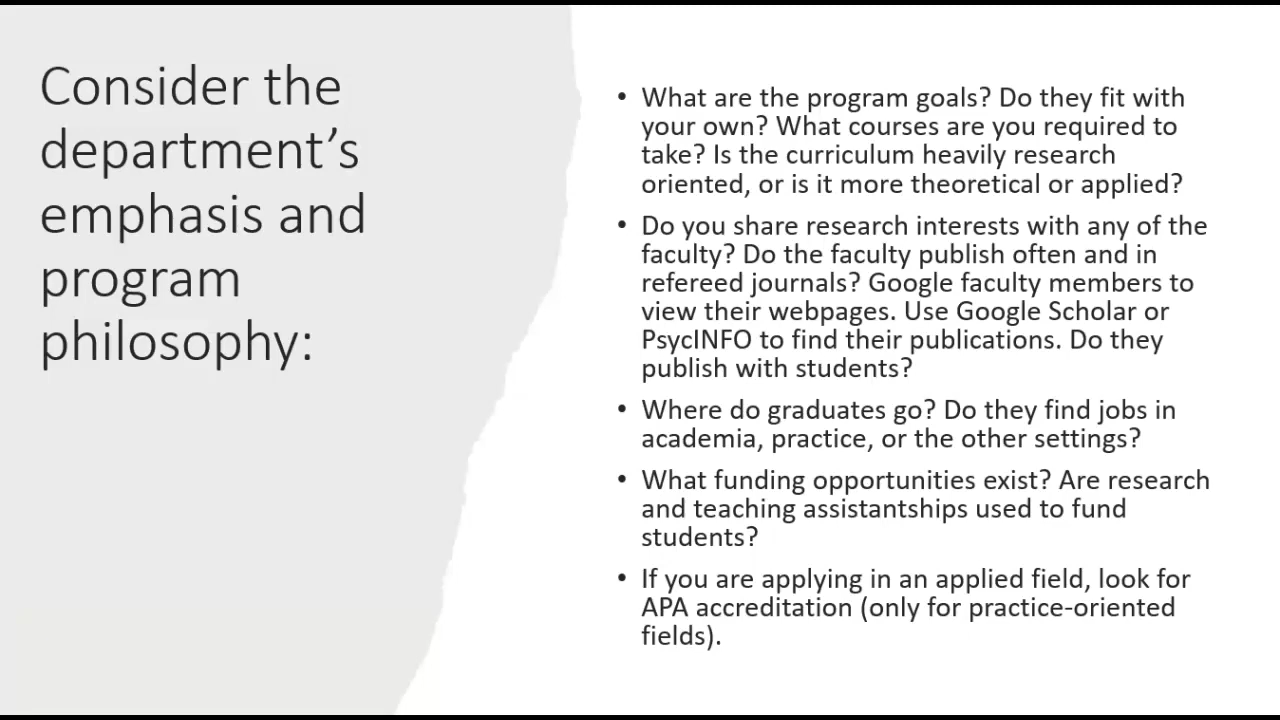 Consider the
department’s
emphasis and
program
philosophy:
• What are the program goals? Do they fit with
your own? What courses are you required to
take? Is the curriculum heavily research
oriented, or is it more theoretical or applied?
• Do you share research interests with any of the
faculty? Do the faculty publish often and in
refereed journals? Google faculty members to
view their webpages. Use Google Scholar or
PsycINFO to find their publications. Do they
publish with students?
• Where do graduates go? Do they find jobs in
academia, practice, or the other settings?
• What funding opportunities exist? Are research
and teaching assistantships used to fund
students?
• If you are applying in an applied field, look for
APA accreditation (only for practice-oriented
fields).